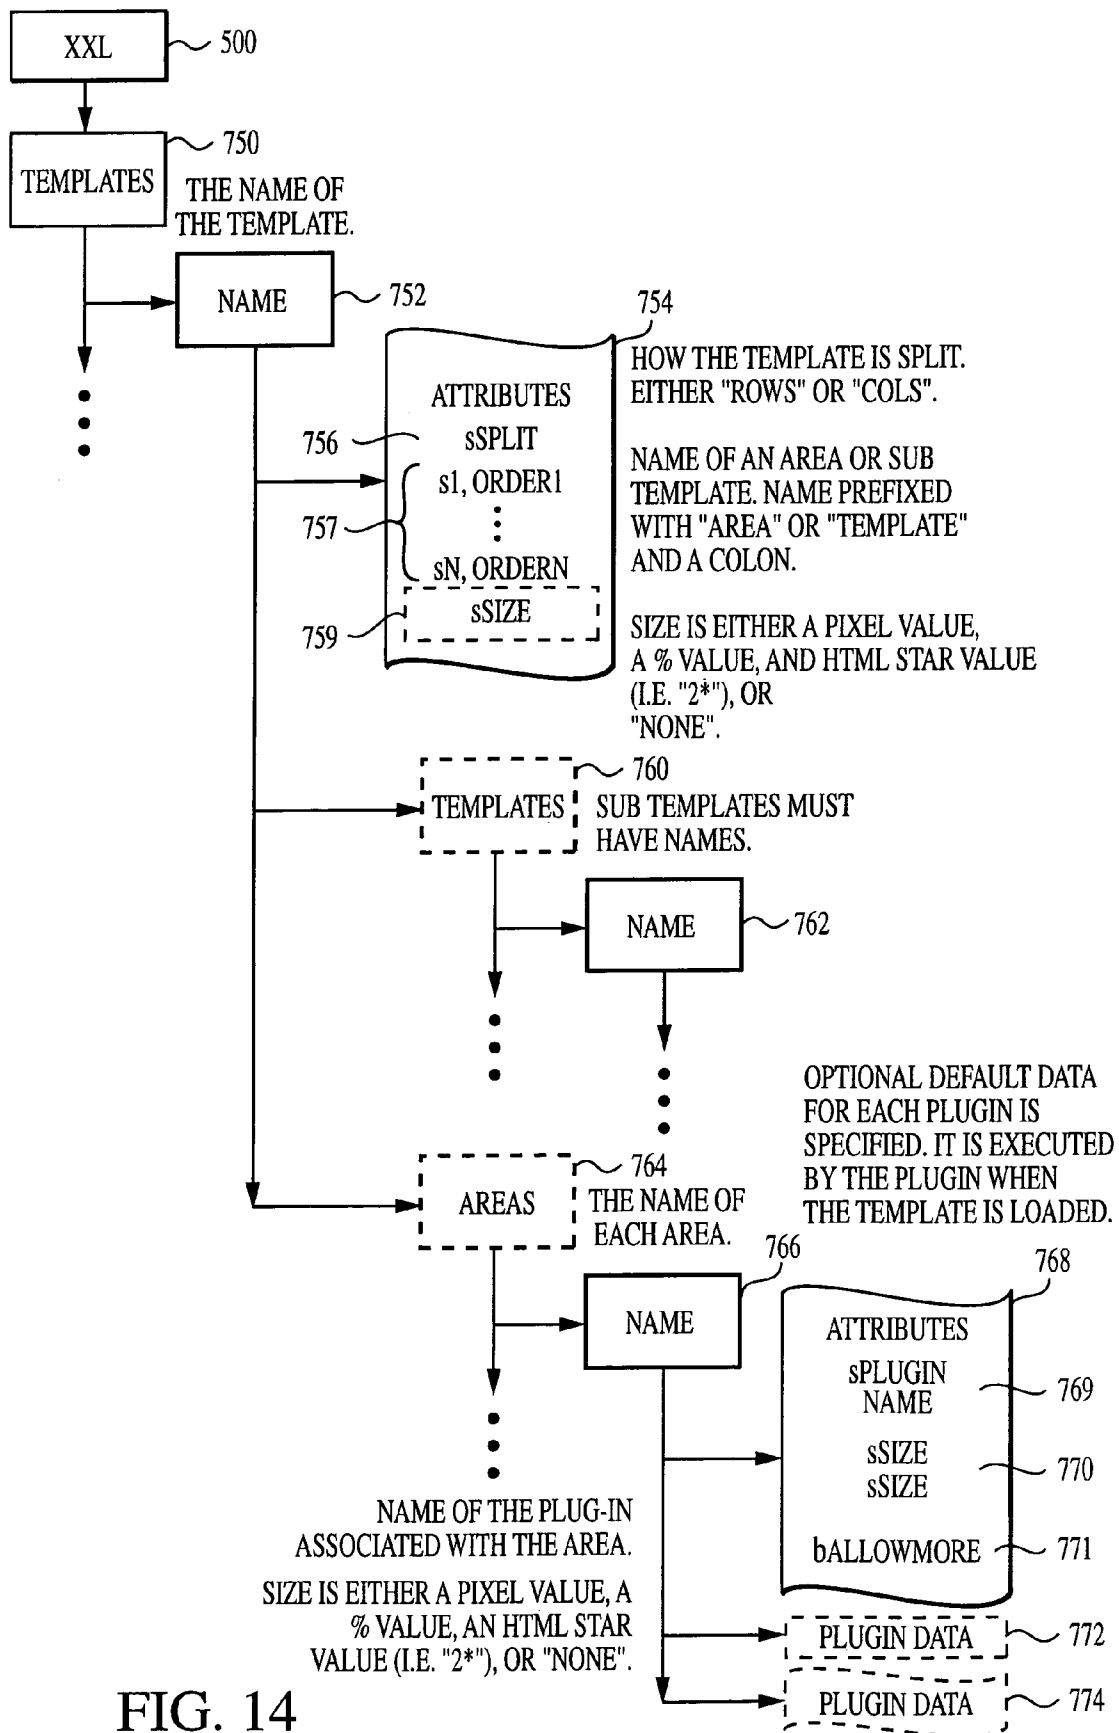 XXL
500
TEMPLATES
750
THE NAME OF
THE TEMPLATE.
NAME
752
754
ATTRIBUTES
sSPLIT
756
s1, ORDER1
757
sN, ORDERN
sSIZE
759
HOW THE TEMPLATE IS SPLIT.
EITHER "ROWS" OR "COLS".
NAME OF AN AREA OR SUB
TEMPLATE. NAME PREFIXED
WITH "AREA" OR "TEMPLATE"
AND A COLON.
SIZE IS EITHER A PIXEL VALUE,
A % VALUE, AND HTML STAR VALUE
(I.E. "2*"), OR
"NONE".
TEMPLATES
760
SUB TEMPLATES MUST
HAVE NAMES.
NAME
762
OPTIONAL DEFAULT DATA
FOR EACH PLUGIN IS
SPECIFIED. IT IS EXECUTED
BY THE PLUGIN WHEN
THE TEMPLATE IS LOADED.
AREAS
764
THE NAME OF
EACH AREA.
NAME
766
768
ATTRIBUTES
sPLUGIN
NAME
769
sSIZE
sSIZE
770
bALLOWMORE
771
NAME OF THE PLUG-IN
ASSOCIATED WITH THE AREA.
SIZE IS EITHER A PIXEL VALUE, A
% VALUE, AN HTML STAR
VALUE (I.E. "2*"), OR "NONE".
PLUGIN DATA
772
PLUGIN DATA
774
FIG. 14